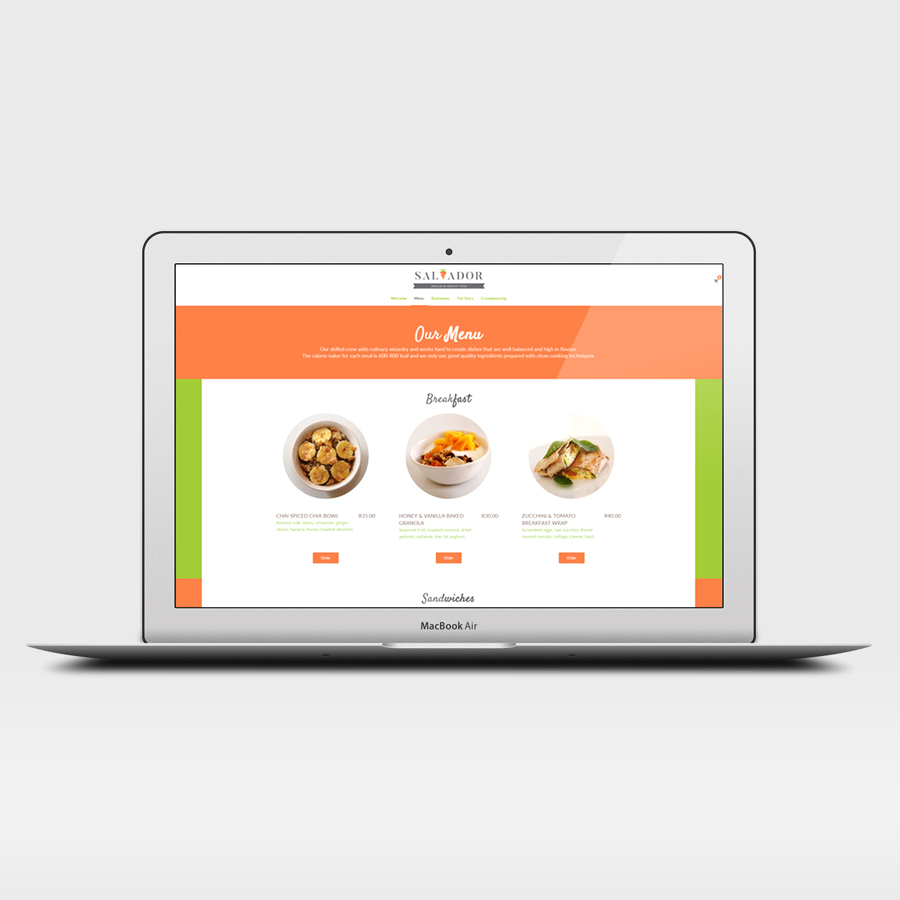 SALVADOR
Welcome Menu Our Story Crowdsourcing
Our Menu
Our skilled crew adds culinary wizardry and works hard to create dishes that are well balanced and high in flavour.
The calorie value for each meal is 600-800 kcal and we only use good quality ingredients prepared with clean cooking techniques.
Breakfast
CHAI SPICED CHIA BOWL R35.00
Almond milk, dates, cinnamon, ginger
cloves, banana, honey, toasted almonds
HONEY & VANILLA BAKED R30.00
GRANOLA
Seasonal fruit, toasted coconut, dried
apricots, sultanas, low fat yoghurt
ZUCCHINI & TOMATO R40.00
BREAKFAST WRAP
Scrambled eggs, raw zucchini, thyme
roasted tomato, cottage cheese, basil
Order
Order
Order
Sandwiches
MacBook Air